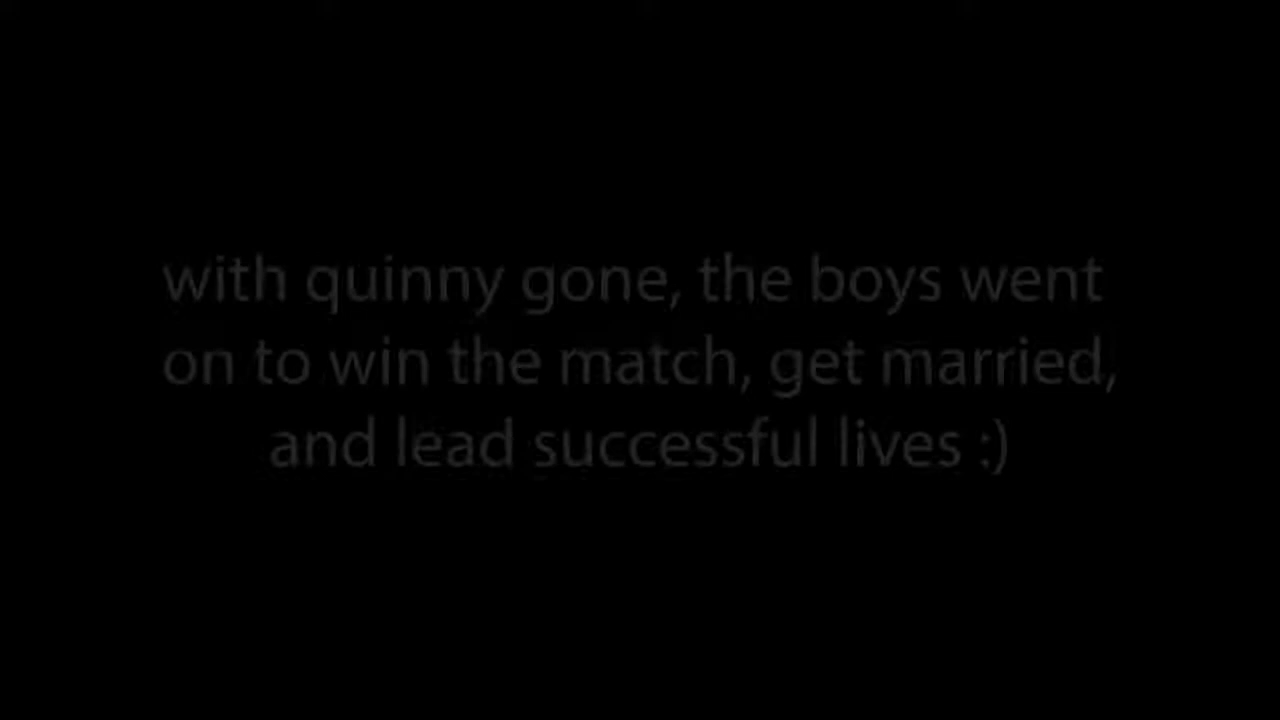 with quinny gone, the boys went
on to win the match, get married,
and lead successful lives :)